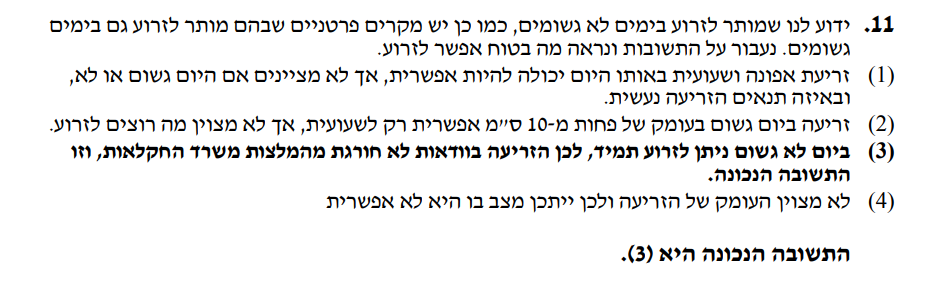 11. ידוע לנו שמותר לזרוע בימים לא גשומים, כמו כן יש מקרים פרטניים שבהם מותר לזרוע גם בימים
גשומים. נעבור על התשובות ונראה מה בטוח אפשר לזרוע.
(1) זריעת אפונה ושעועית באותו היום יכולה להיות אפשרית, אך לא מציינים אם היום גשום או לא,
ובאיזה תנאים הזריעה נעשית.
(2) זריעה ביום גשום בעומק של פחות מ-10 ס״מ אפשרית רק לשעועית, אך לא מצוין מה רוצים לזרוע.
(3) ביום לא גשום ניתן לזרוע תמיד, לכן הזריעה בוודאות לא חורגת מהמלצות משרד החקלאות, וזו
התשובה הנכונה.
(4) לא מצוין העומק של הזריעה ולכן ייתכן מצב בו היא לא אפשרית
התשובה הנכונה היא (3).